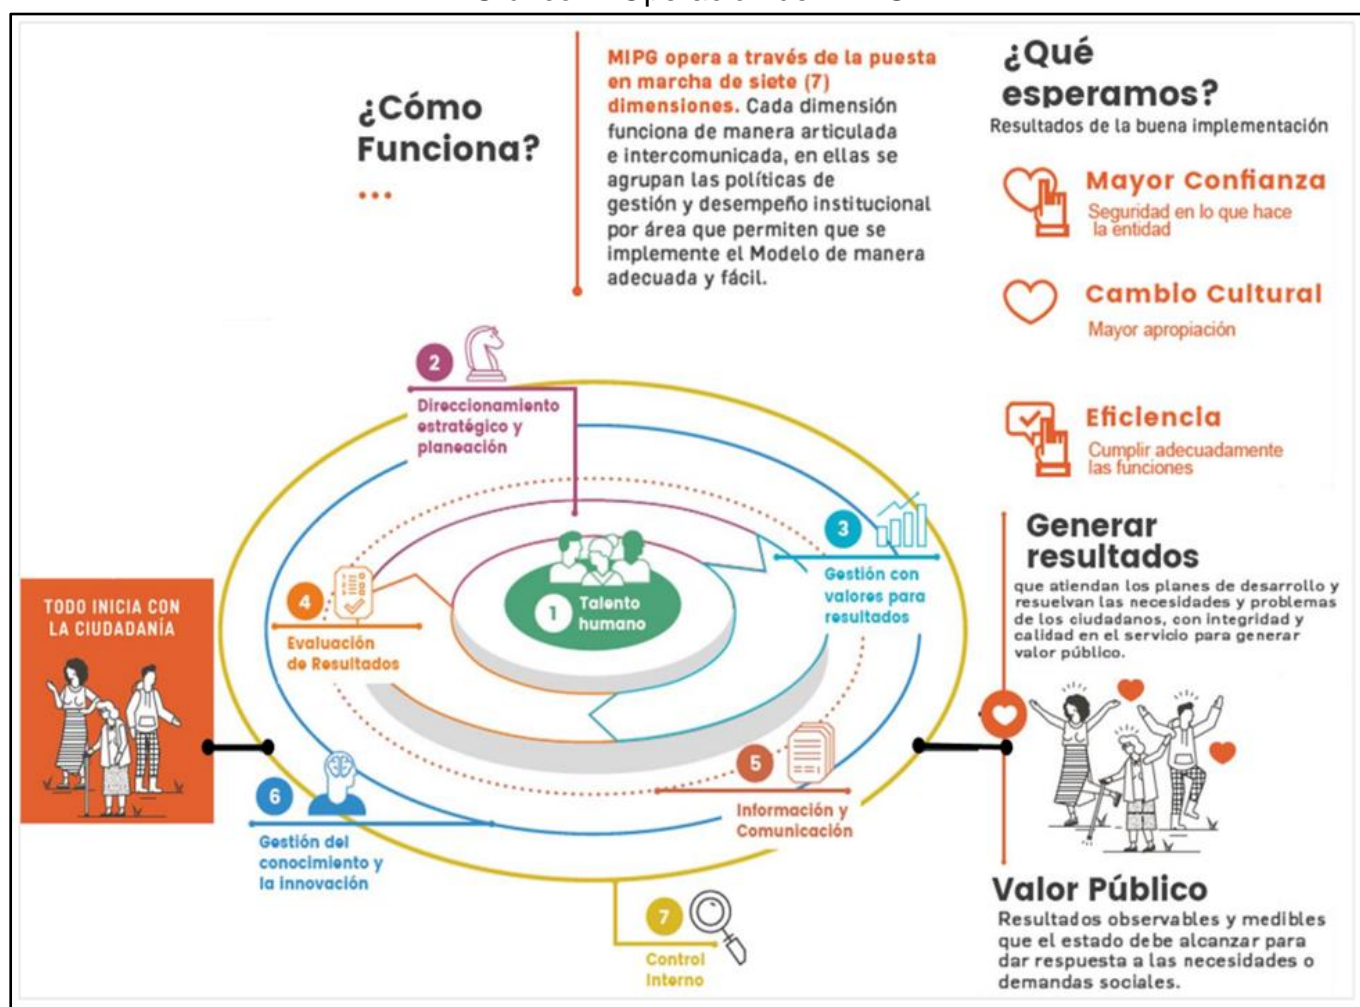 ¿Cómo
Funciona?
MIPG opera a través de la puesta
en marcha de siete (7)
dimensiones. Cada dimensión
funciona de manera articulada
e intercomunicada, en ellas se
agrupan las políticas de
gestión y desempeño institucional
por área que permiten que se
implemente el Modelo de manera
adecuada y fácil.
¿Qué
esperamos?
Resultados de la buena implementación
Mayor Confianza
Seguridad en lo que hace
la entidad
Cambio Cultural
Mayor apropiación
Eficiencia
Cumplir adecuadamente
las funciones
Generar
resultados
que atiendan los planes de desarrollo y
resuelvan las necesidades y problemas
de los ciudadanos, con integridad y
calidad en el servicio para generar
valor público.
Valor Público
Resultados observables y medibles
que el estado debe alcanzar para
dar respuesta a las necesidades o
demandas sociales.
TODO INICIA CON
LA CIUDADANÍA
1
Talento
humano
2
Direccionamiento
estratégico y
planeación
3
Gestión con
valores para
resultados
4
Evaluación
de Resultados
5
Información y
Comunicación
6
Gestión del
conocimiento y
la innovación
7
Control
Interno